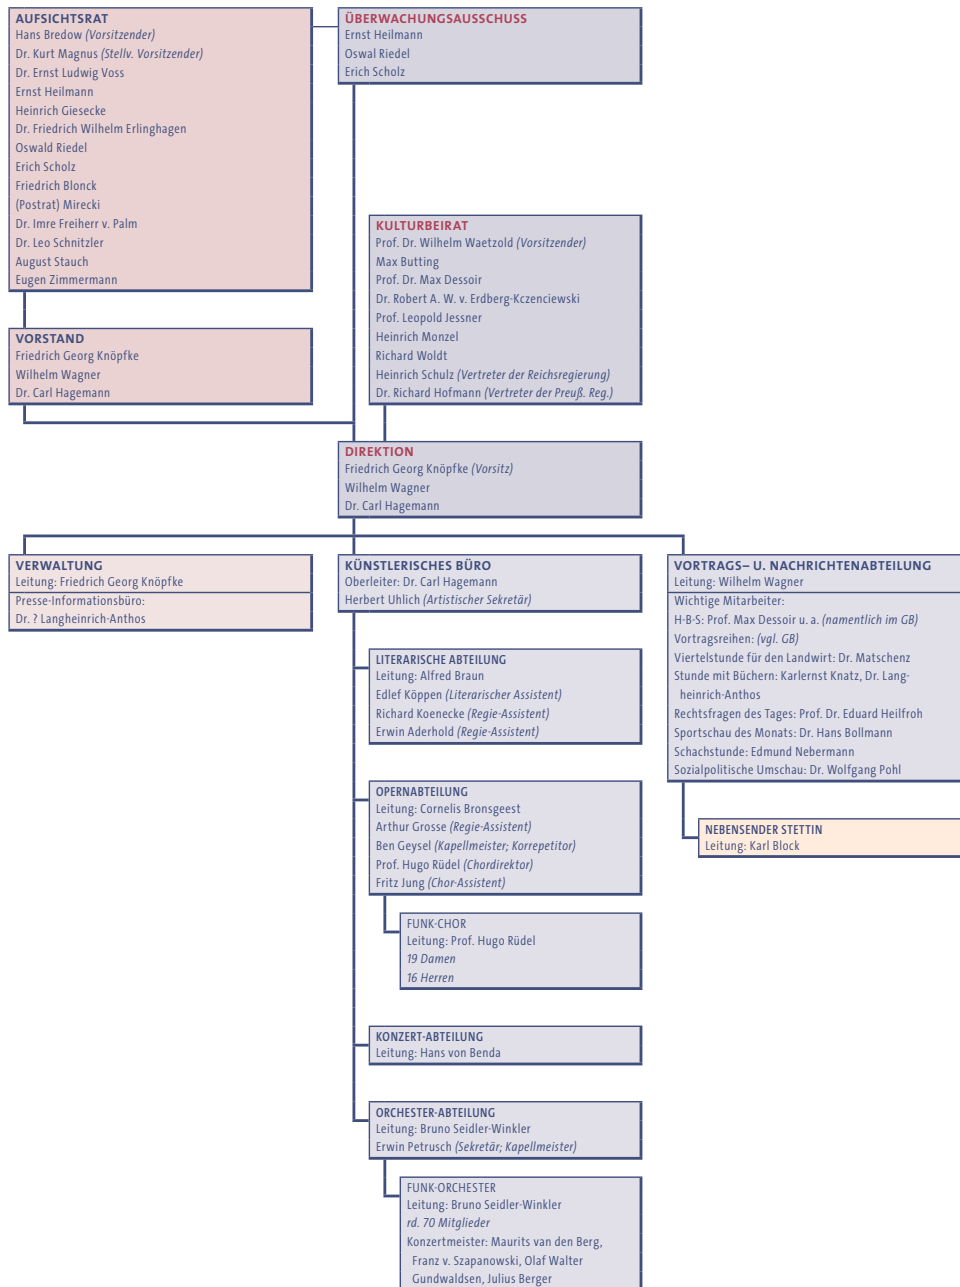 AUFSICHTSRAT
Hans Bredow (Vorsitzender)
Dr. Kurt Magnus (Stellv. Vorsitzender)
Dr. Ernst Ludwig Voss
Ernst Heilmann
Heinrich Giesecke
Dr. Friedrich Wilhelm Erlinghagen
Oswald Riedel
Erich Scholz
Friedrich Blonck
(Postrat) Mirecki
Dr. Imre Freiherr v. Palm
Dr. Leo Schnitzler
August Stauch
Eugen Zimmermann
ÜBERWACHUNGSAUSSCHUSS
Ernst Heilmann
Oswal Riedel
Erich Scholz
KULTURBEIRAT
Prof. Dr. Wilhelm Waetzold (Vorsitzender)
Max Butting
Prof. Dr. Max Dessoir
Dr. Robert A. W. v. Erdberg-Kczenciewski
Prof. Leopold Jessner
Heinrich Monzel
Richard Woldt
Heinrich Schulz (Vertreter der Reichsregierung)
Dr. Richard Hofmann (Vertreter der Preuß. Reg.)
VORSTAND
Friedrich Georg Knöpfke
Wilhelm Wagner
Dr. Carl Hagemann
DIREKTION
Friedrich Georg Knöpfke (Vorsitz)
Wilhelm Wagner
Dr. Carl Hagemann
VERWALTUNG
Leitung: Friedrich Georg Knöpfke
Presse-Informationsbüro:
Dr. ? Langheinrich-Anthos
KÜNSTLERISCHES BÜRO
Oberleiter: Dr. Carl Hagemann
Herbert Uhlich (Artistischer Sekretär)
LITERARISCHE ABTEILUNG
Leitung: Alfred Braun
Edlef Köppen (Literarischer Assistent)
Richard Koenecke (Regie-Assistent)
Erwin Aderhold (Regie-Assistent)
OPERNABTEILUNG
Leitung: Cornelis Bronsgeest
Arthur Grosse (Regie-Assistent)
Ben Geysel (Kapellmeister; Korrepetitor)
Prof. Hugo Rüdel (Chordirektor)
Fritz Jung (Chor-Assistent)
FUNK-CHOR
Leitung: Prof. Hugo Rüdel
19 Damen
16 Herren
KONZERT-ABTEILUNG
Leitung: Hans von Benda
ORCHESTER-ABTEILUNG
Leitung: Bruno Seidler-Winkler
Erwin Petrusch (Sekretär; Kapellmeister)
FUNK-ORCHESTER
Leitung: Bruno Seidler-Winkler
rd. 70 Mitglieder
Konzertmeister: Maurits van den Berg,
Franz v. Szapanowski, Olaf Walter
Gundwaldsen, Julius Berger
VORTRAGS– U. NACHRICHTENABTEILUNG
Leitung: Wilhelm Wagner
Wichtige Mitarbeiter:
H-B-S: Prof. Max Dessoir u. a. (namentlich im GB)
Vortragsreihen: (vgl. GB)
Viertelstunde für den Landwirt: Dr. Matschenz
Stunde mit Büchern: Karlernst Knatz, Dr. Lang-
heinrich-Anthos
Rechtsfragen des Tages: Prof. Dr. Eduard Heilfroh
Sportschau des Monats: Dr. Hans Bollmann
Schachstunde: Edmund Nebermann
Sozialpolitische Umschau: Dr. Wolfgang Pohl
NEBENSENDER STETTIN
Leitung: Karl Block